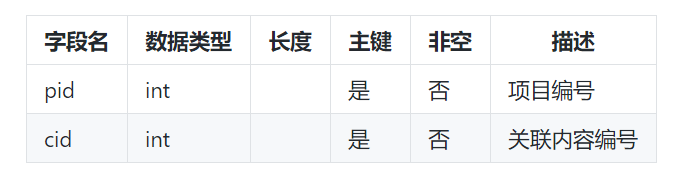 字段名 数据类型 长度 主键 非空 描述
pid int 是 否 项目编号
cid int 是 否 关联内容编号